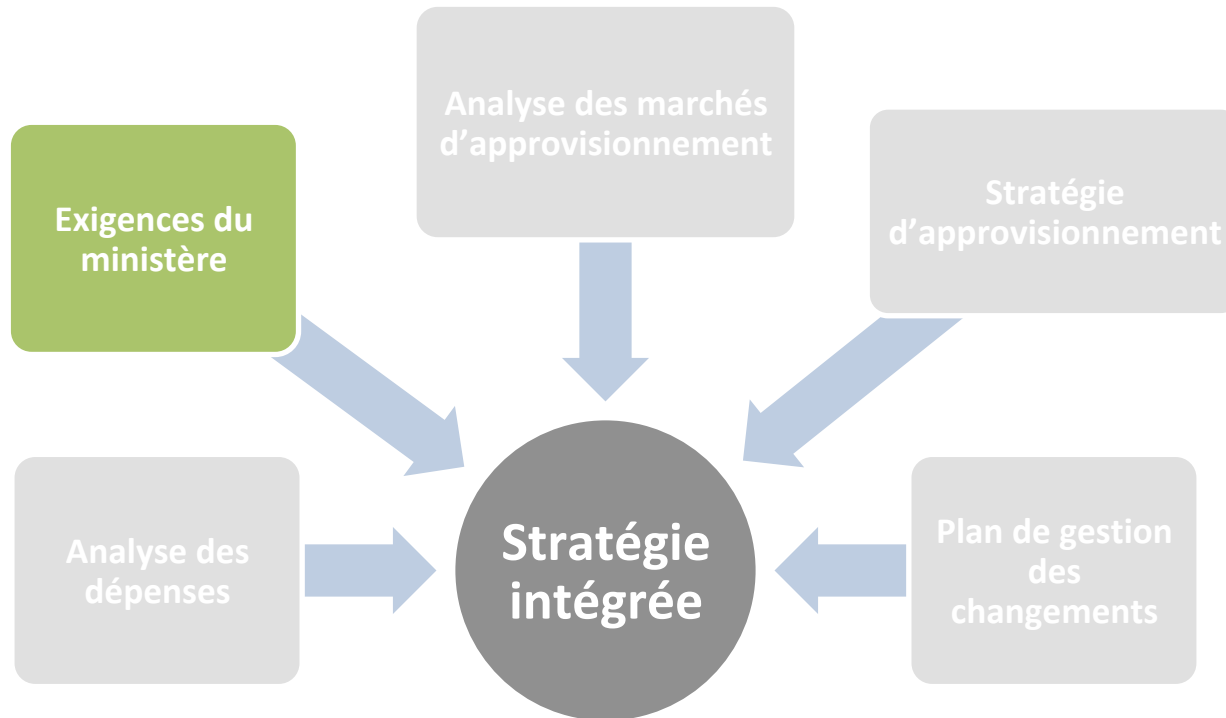 Analyse des marchés
d’approvisionnement
Exigences du
ministère
Stratégie
d’approvisionnement
Analyse des
dépenses
Stratégie
intégrée
Plan de gestion
des
changements